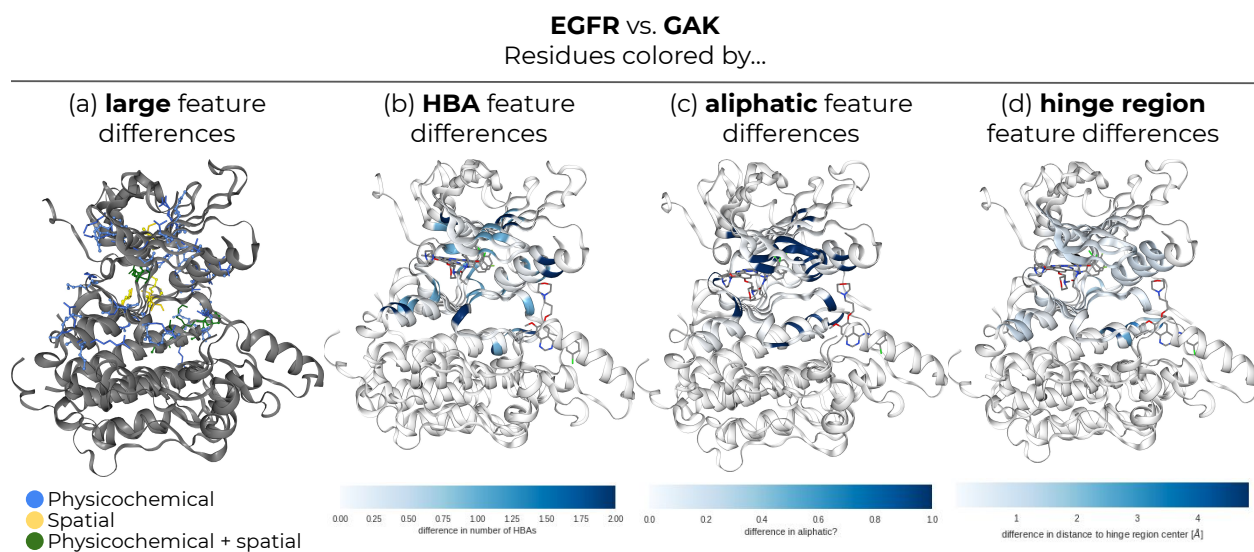 EGFR vs. GAK
Residues colored by...
(a) large feature
differences
(b) HBA feature
differences
(c) aliphatic feature
differences
(d) hinge region
feature differences
Physicochemical
Spatial
Physicochemical + spatial
0.00 0.25 0.50 0.75 1.00 1.25 1.50 1.75 2.00
difference in number of HBAs
0.0 0.2 0.4 0.6 0.8 1.0
difference in aliphatic?
1 2 3 4
difference in distance to hinge region center [Å]